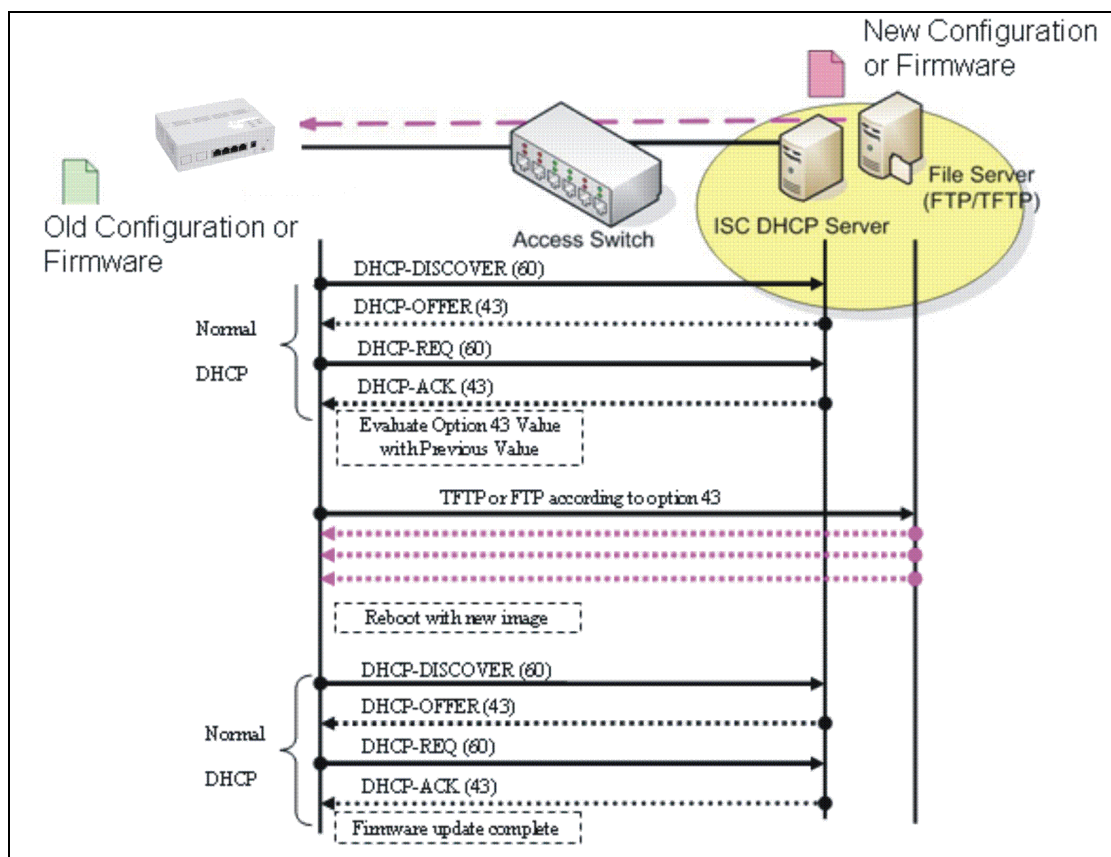 New Configuration
or Firmware
File Server
(FTP/TFTP)
ISC DHCP Server
Access Switch
Old Configuration or
Firmware
DHCP-DISCOVER (60)
DHCP-OFFER (43)
Normal
DHCP-REQ (60)
DHCP
DHCP-ACK (43)
Evaluate Option 43 Value
with Previous Value
TFTP or FTP according to option 43
Reboot with new image
DHCP-DISCOVER (60)
DHCP-OFFER (43)
Normal
DHCP-REQ (60)
DHCP
DHCP-ACK (43)
Firmware update complete